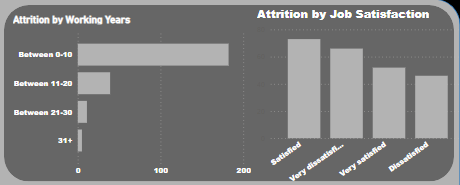 Attrition by Working Years
Between 0-10
Between 11-20
Between 21-30
31+
0 100 200
Attrition by Job Satisfaction
Satisfied
Very dissatisfi...
Very satisfied
Dissatisfied